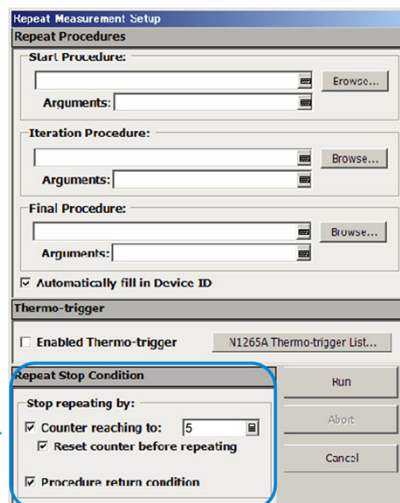 Repeat Measurement Setup
Repeat Procedures
Start Procedure:
Browse...
Arguments:
Iteration Procedure:
Browse...
Arguments:
Final Procedure:
Browse...
Arguments:
Automatically fill in Device ID
Thermo-trigger
Enabled Thermo-trigger
N1265A Thermo-trigger List...
Repeat Stop Condition
Run
Stop repeating by:
Counter reaching to: 5
Abort
Reset counter before repeating
Cancel
Procedure return condition